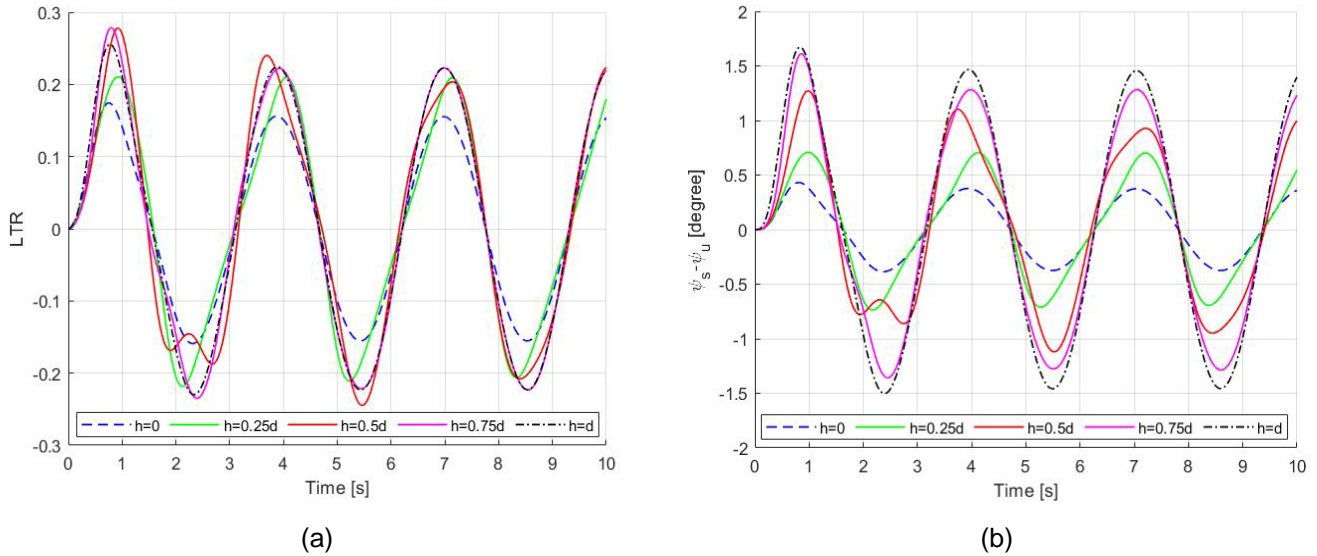 0.3
0.2
0.1
0
-0.1
-0.2
-0.3
LTR
h=0 h=0.25d h=0.5d h=0.75d h=d
0 1 2 3 4 5 6 7 8 9 10
Time [s]
(a)
2
1.5
1
0.5
0
-0.5
-1
-1.5
-2
ψ_s-ψ_u [degree]
h=0 h=0.25d h=0.5d h=0.75d h=d
0 1 2 3 4 5 6 7 8 9 10
Time [s]
(b)